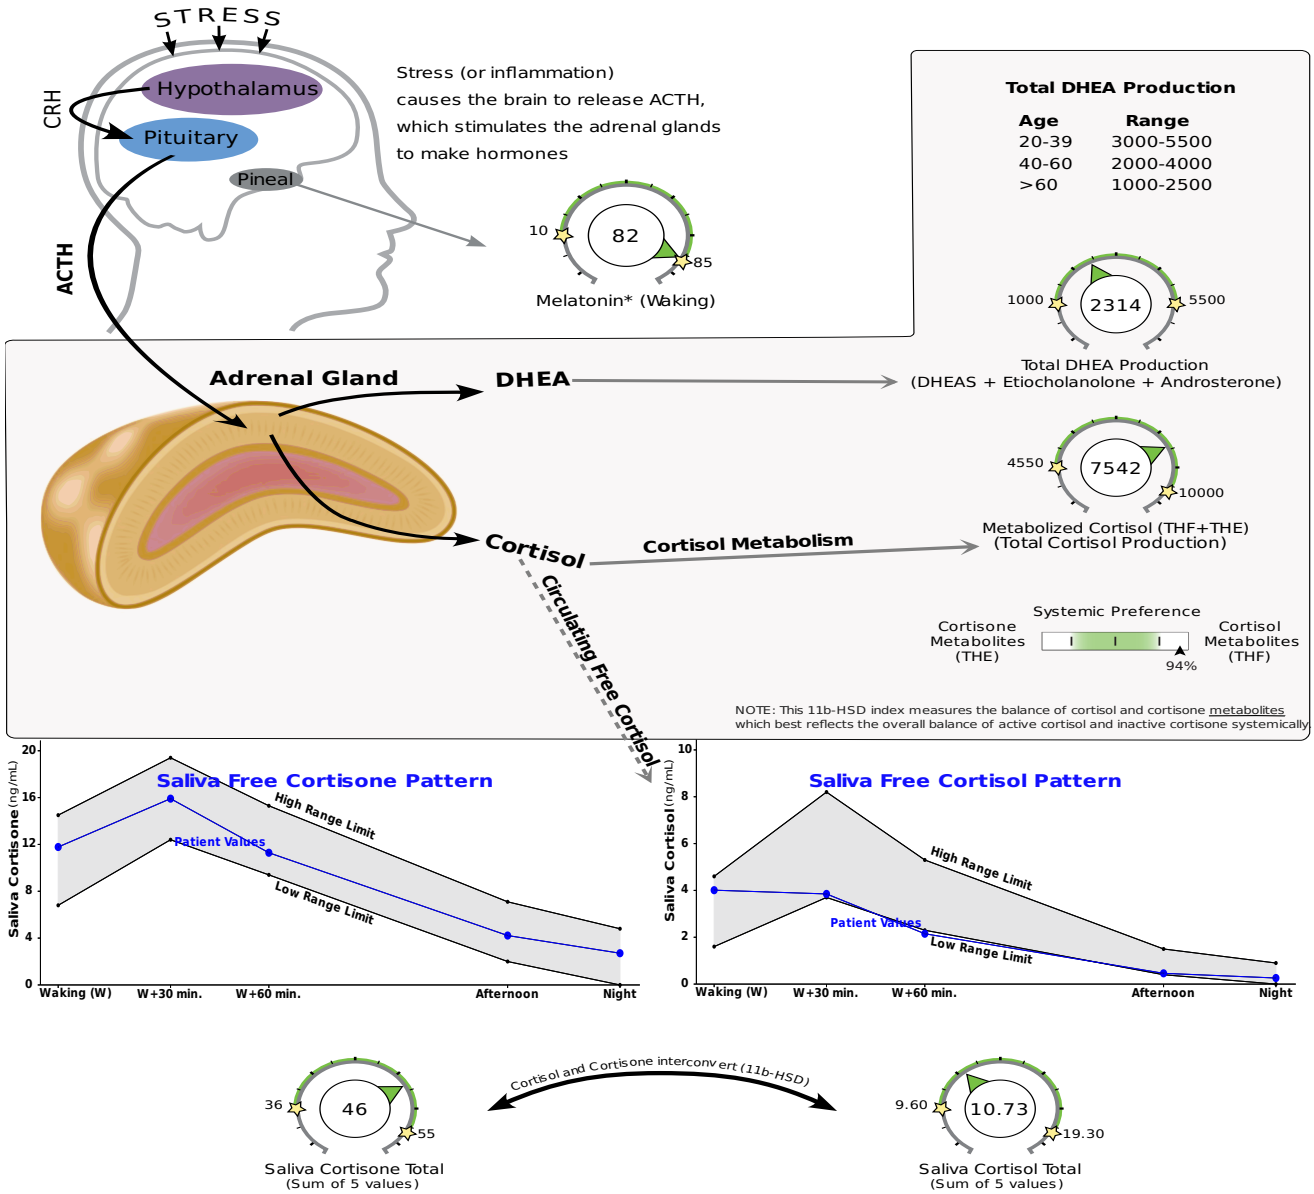 STRESS
Hypothalamus
CRH
Pituitary
Pineal
ACTH
Stress (or inflammation)
causes the brain to release ACTH,
which stimulates the adrenal glands
to make hormones
10
82
85
Melatonin* (Waking)
Total DHEA Production
Age Range
20-39 3000-5500
40-60 2000-4000
>60 1000-2500
1000
2314
5500
Total DHEA Production
(DHEAS + Etiocholanolone + Androsterone)
Adrenal Gland
DHEA
4550
7542
10000
Metabolized Cortisol (THF+THE)
(Total Cortisol Production)
Cortisol
Cortisol Metabolism
Circulating Free Cortisol
Systemic Preference
Cortisone
Metabolites
(THE)
Cortisol
Metabolites
(THF)
94%
NOTE: This 11b-HSD index measures the balance of cortisol and cortisone metabolites
which best reflects the overall balance of active cortisol and inactive cortisone systemically.
Saliva Free Cortisone Pattern
Saliva Cortisone (ng/mL)
20
16
12
8
4
0
High Range Limit
Patient Values
Low Range Limit
Waking (W) W+30 min. W+60 min. Afternoon Night
Saliva Free Cortisol Pattern
Saliva Cortisol (ng/mL)
10
8
6
4
2
0
High Range Limit
Patient Values
Low Range Limit
Waking (W) W+30 min. W+60 min. Afternoon Night
Cortisol and Cortisone interconvert (11b-HSD)
36
46
55
Saliva Cortisone Total
(Sum of 5 values)
9.60
10.73
19.30
Saliva Cortisol Total
(Sum of 5 values)